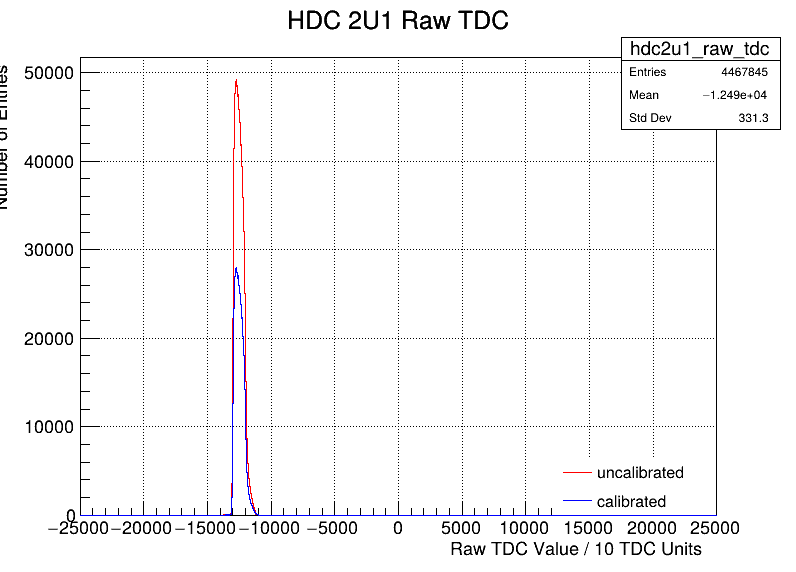 HDC 2U1 Raw TDC
hdc2u1_raw_tdc
Entries 4467845
Mean −1.249e+04
Std Dev 331.3
Number of Entries
50000
40000
30000
20000
10000
0
uncalibrated
calibrated
−25000 −20000 −15000 −10000 −5000 0 5000 10000 15000 20000 25000
Raw TDC Value / 10 TDC Units